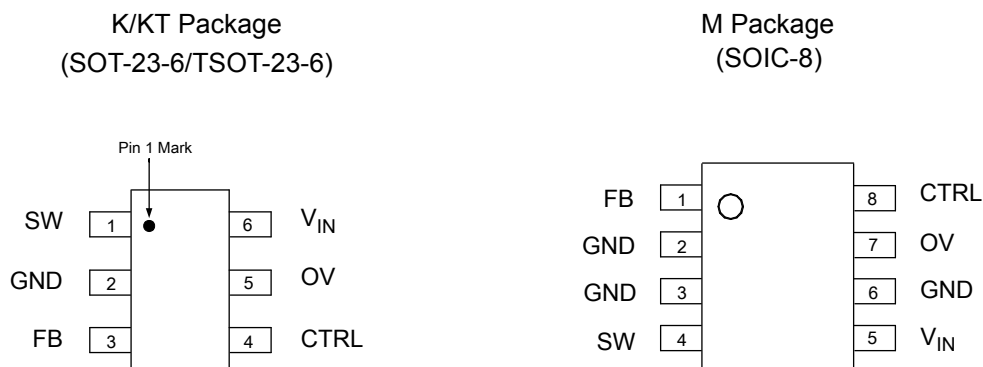 K/KT Package
(SOT-23-6/TSOT-23-6)
Pin 1 Mark
SW 1 6 VIN
GND 2 5 OV
FB 3 4 CTRL
M Package
(SOIC-8)
FB 1 8 CTRL
GND 2 7 OV
GND 3 6 GND
SW 4 5 VIN